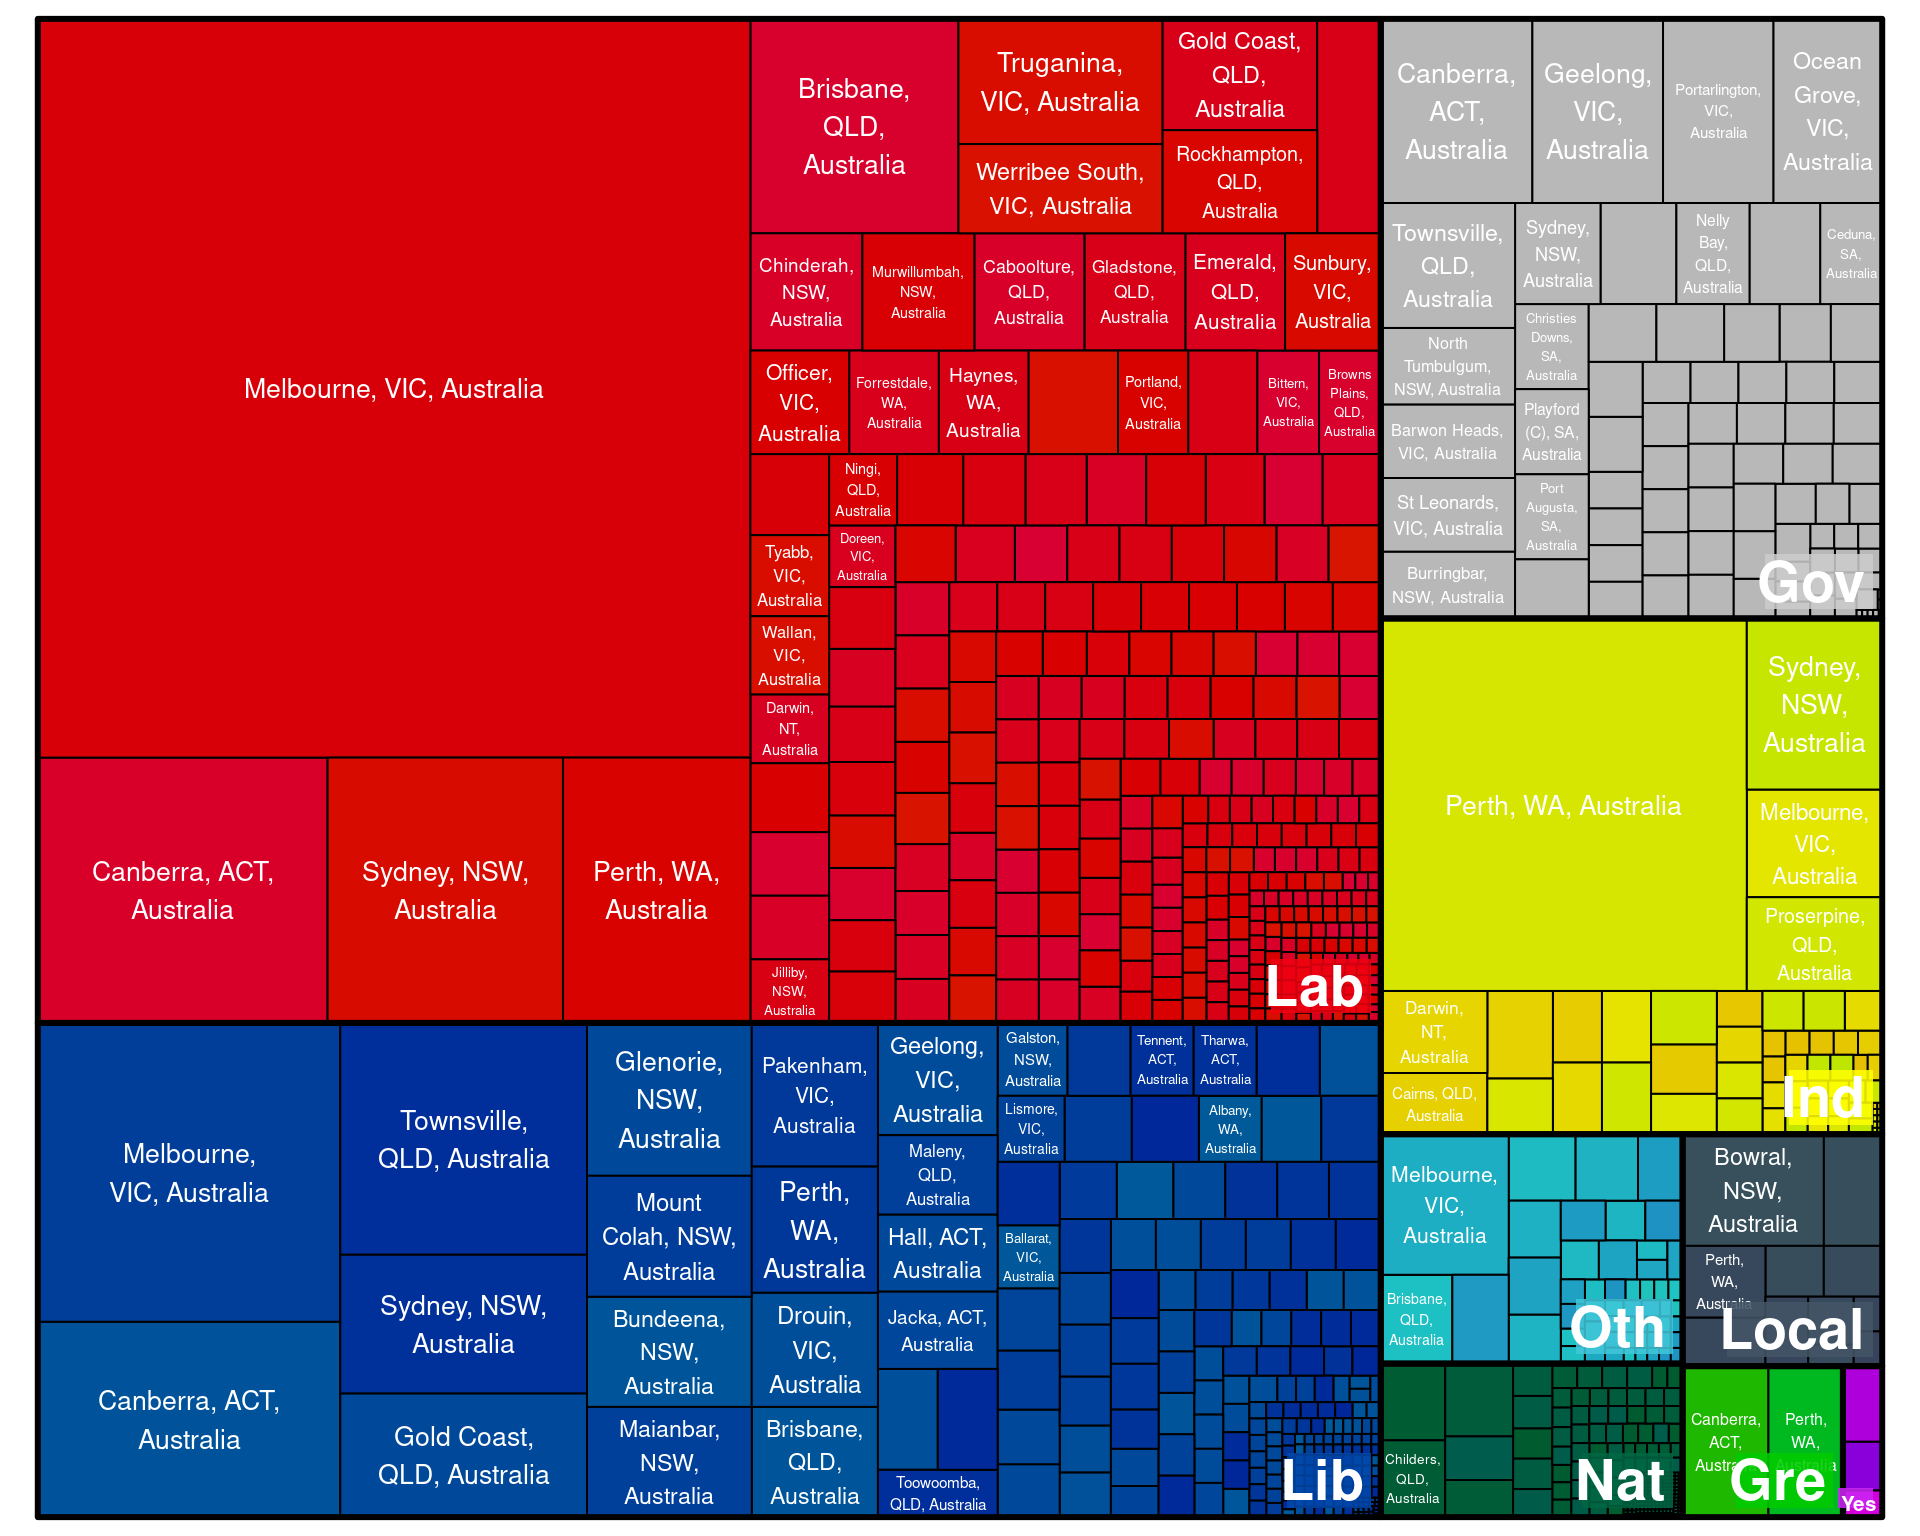 Melbourne, VIC, Australia
Canberra, ACT,
Australia
Sydney, NSW,
Australia
Perth, WA,
Australia
Brisbane,
QLD,
Australia
Truganina,
VIC, Australia
Werribee South,
VIC, Australia
Gold Coast,
QLD,
Australia
Rockhampton,
QLD,
Australia
Chinderah,
NSW,
Australia
Murwillumbah,
NSW,
Australia
Caboolture,
QLD,
Australia
Gladstone,
QLD,
Australia
Emerald,
QLD,
Australia
Sunbury,
VIC,
Australia
Officer,
VIC,
Australia
Forrestdale,
WA,
Australia
Haynes,
WA,
Australia
Portland,
VIC,
Australia
Bittern,
VIC,
Australia
Browns
Plains,
QLD,
Australia
Ningi,
QLD,
Australia
Tyabb,
VIC,
Australia
Doreen,
VIC,
Australia
Wallan,
VIC,
Australia
Darwin,
NT,
Australia
Jilliby,
NSW,
Australia
Lab
Canberra,
ACT,
Australia
Geelong,
VIC,
Australia
Portarlington,
VIC,
Australia
Ocean
Grove,
VIC,
Australia
Townsville,
QLD,
Australia
Sydney,
NSW,
Australia
Nelly
Bay,
QLD,
Australia
Ceduna,
SA,
Australia
North
Tumbulgum,
NSW, Australia
Christies
Downs,
SA,
Australia
Barwon Heads,
VIC, Australia
Playford
(C), SA,
Australia
St Leonards,
VIC, Australia
Port
Augusta,
SA,
Australia
Burringbar,
NSW, Australia
Gov
Perth, WA, Australia
Sydney,
NSW,
Australia
Melbourne,
VIC,
Australia
Proserpine,
QLD,
Australia
Darwin,
NT,
Australia
Cairns, QLD,
Australia
Ind
Melbourne,
VIC, Australia
Canberra, ACT,
Australia
Townsville,
QLD, Australia
Sydney, NSW,
Australia
Gold Coast,
QLD, Australia
Glenorie,
NSW,
Australia
Mount
Colah, NSW,
Australia
Bundeena,
NSW,
Australia
Maianbar,
NSW,
Australia
Pakenham,
VIC,
Australia
Perth,
WA,
Australia
Drouin,
VIC,
Australia
Brisbane,
QLD,
Australia
Geelong,
VIC,
Australia
Maleny,
QLD,
Australia
Hall, ACT,
Australia
Jacka, ACT,
Australia
Toowoomba,
QLD, Australia
Galston,
NSW,
Australia
Tennent,
ACT,
Australia
Tharwa,
ACT,
Australia
Lismore,
VIC,
Australia
Albany,
WA,
Australia
Ballarat,
VIC,
Australia
Lib
Melbourne,
VIC,
Australia
Brisbane,
QLD,
Australia
Oth
Bowral,
NSW,
Australia
Perth,
WA,
Australia
Local
Childers,
QLD,
Australia
Nat
Canberra,
ACT,
Australia
Perth,
WA,
Australia
Gre
Yes